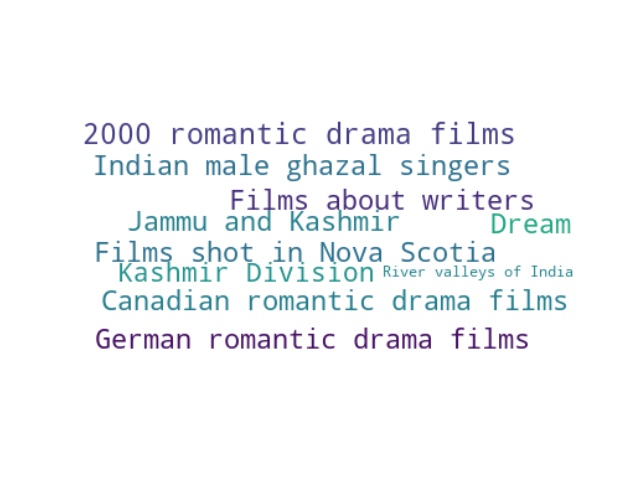 2000 romantic drama films
Indian male ghazal singers
Films about writers
Jammu and Kashmir
Dream
Films shot in Nova Scotia
Kashmir Division
River valleys of India
Canadian romantic drama films
German romantic drama films